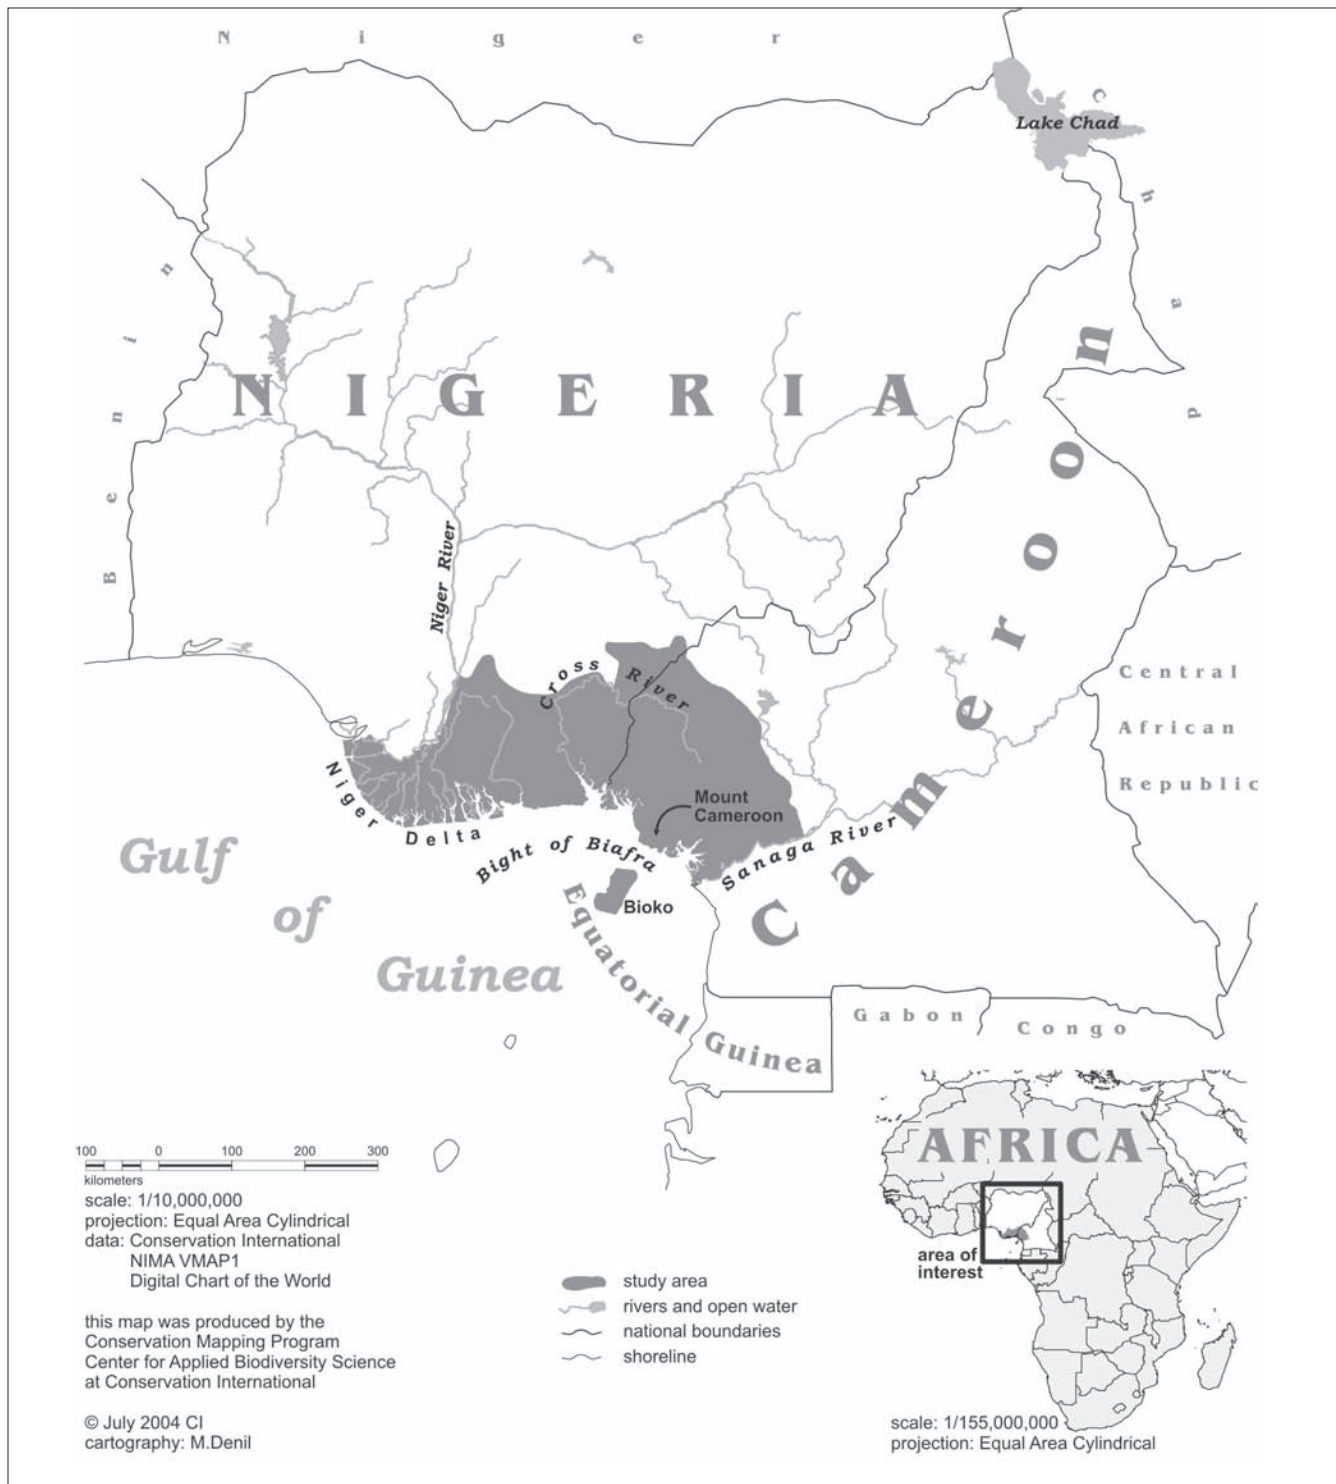 Niger
Lake Chad
Chad
Benin
NIGERIA
Niger River
Cross River
Cameroon
Central
African
Republic
Niger Delta
Mount
Cameroon
Bight of Biafra
Sanaga River
Bioko
Gulf
of
Guinea
Equatorial Guinea
Gabon
Congo
AFRICA
area of
interest
100 0 100 200 300
kilometers
scale: 1/10,000,000
projection: Equal Area Cylindrical
data: Conservation International
NIMA VMAP1
Digital Chart of the World
this map was produced by the
Conservation Mapping Program
Center for Applied Biodiversity Science
at Conservation International
© July 2004 CI
cartography: M.Denil
study area
rivers and open water
national boundaries
shoreline
scale: 1/155,000,000
projection: Equal Area Cylindrical